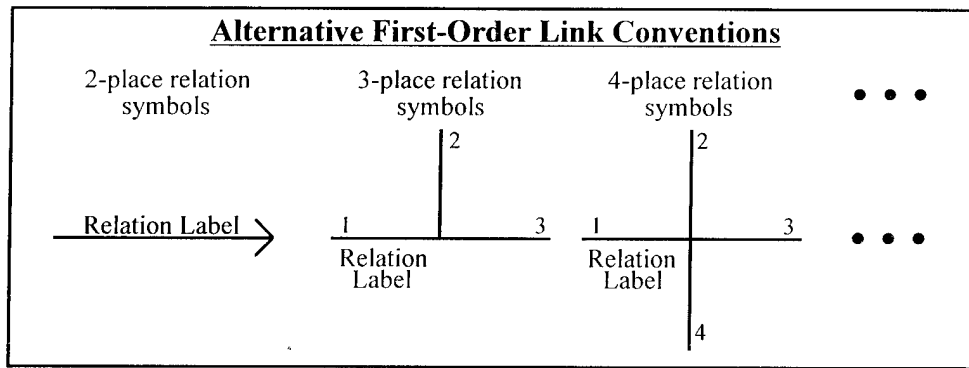 Alternative First-Order Link Conventions
2-place relation
symbols
3-place relation
symbols
4-place relation
symbols
• • •
Relation Label
1
2
3
Relation
Label
1
2
3
Relation
Label
4
• • •